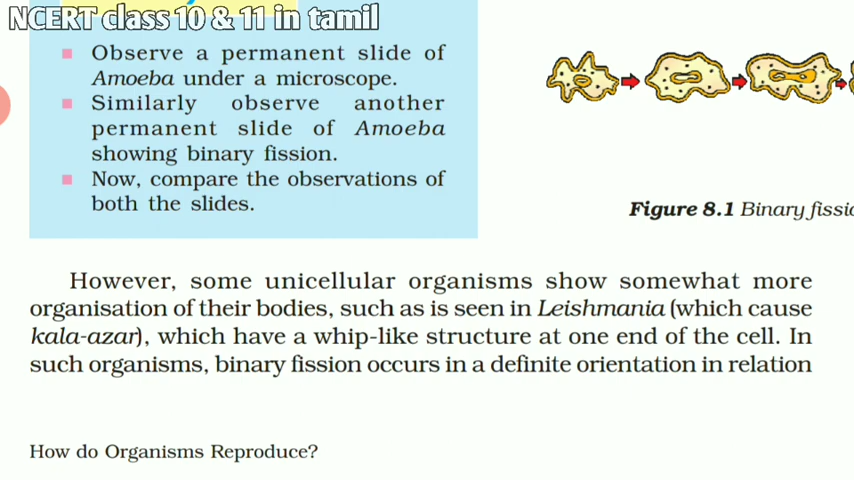 NCERT class 10 & 11 in tamil
Observe a permanent slide of
Amoeba under a microscope.
Similarly observe another
permanent slide of Amoeba
showing binary fission.
Now, compare the observations of
both the slides.
Figure 8.1 Binary
However, some unicellular organisms show somewhat more
organisation of their bodies, such as is seen in Leishmania (which cause
kala-azar), which have a whip-like structure at one end of the cell. In
such organisms, binary fission occurs in a definite orientation in relation
How do Organisms Reproduce?